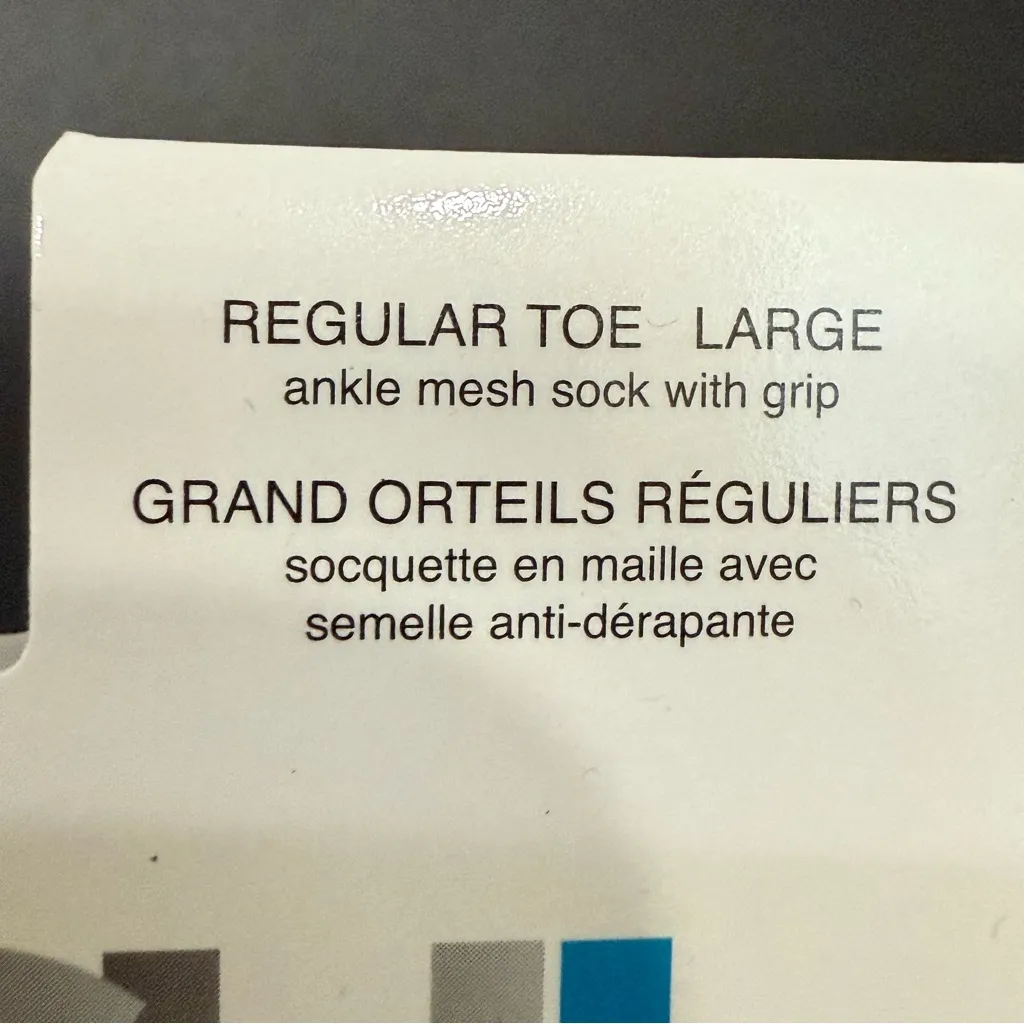 REGULAR TOE LARGE
ankle mesh sock with grip
GRAND ORTEILS RÉGULIERS
socquette en maille avec
semelle anti-dérapante